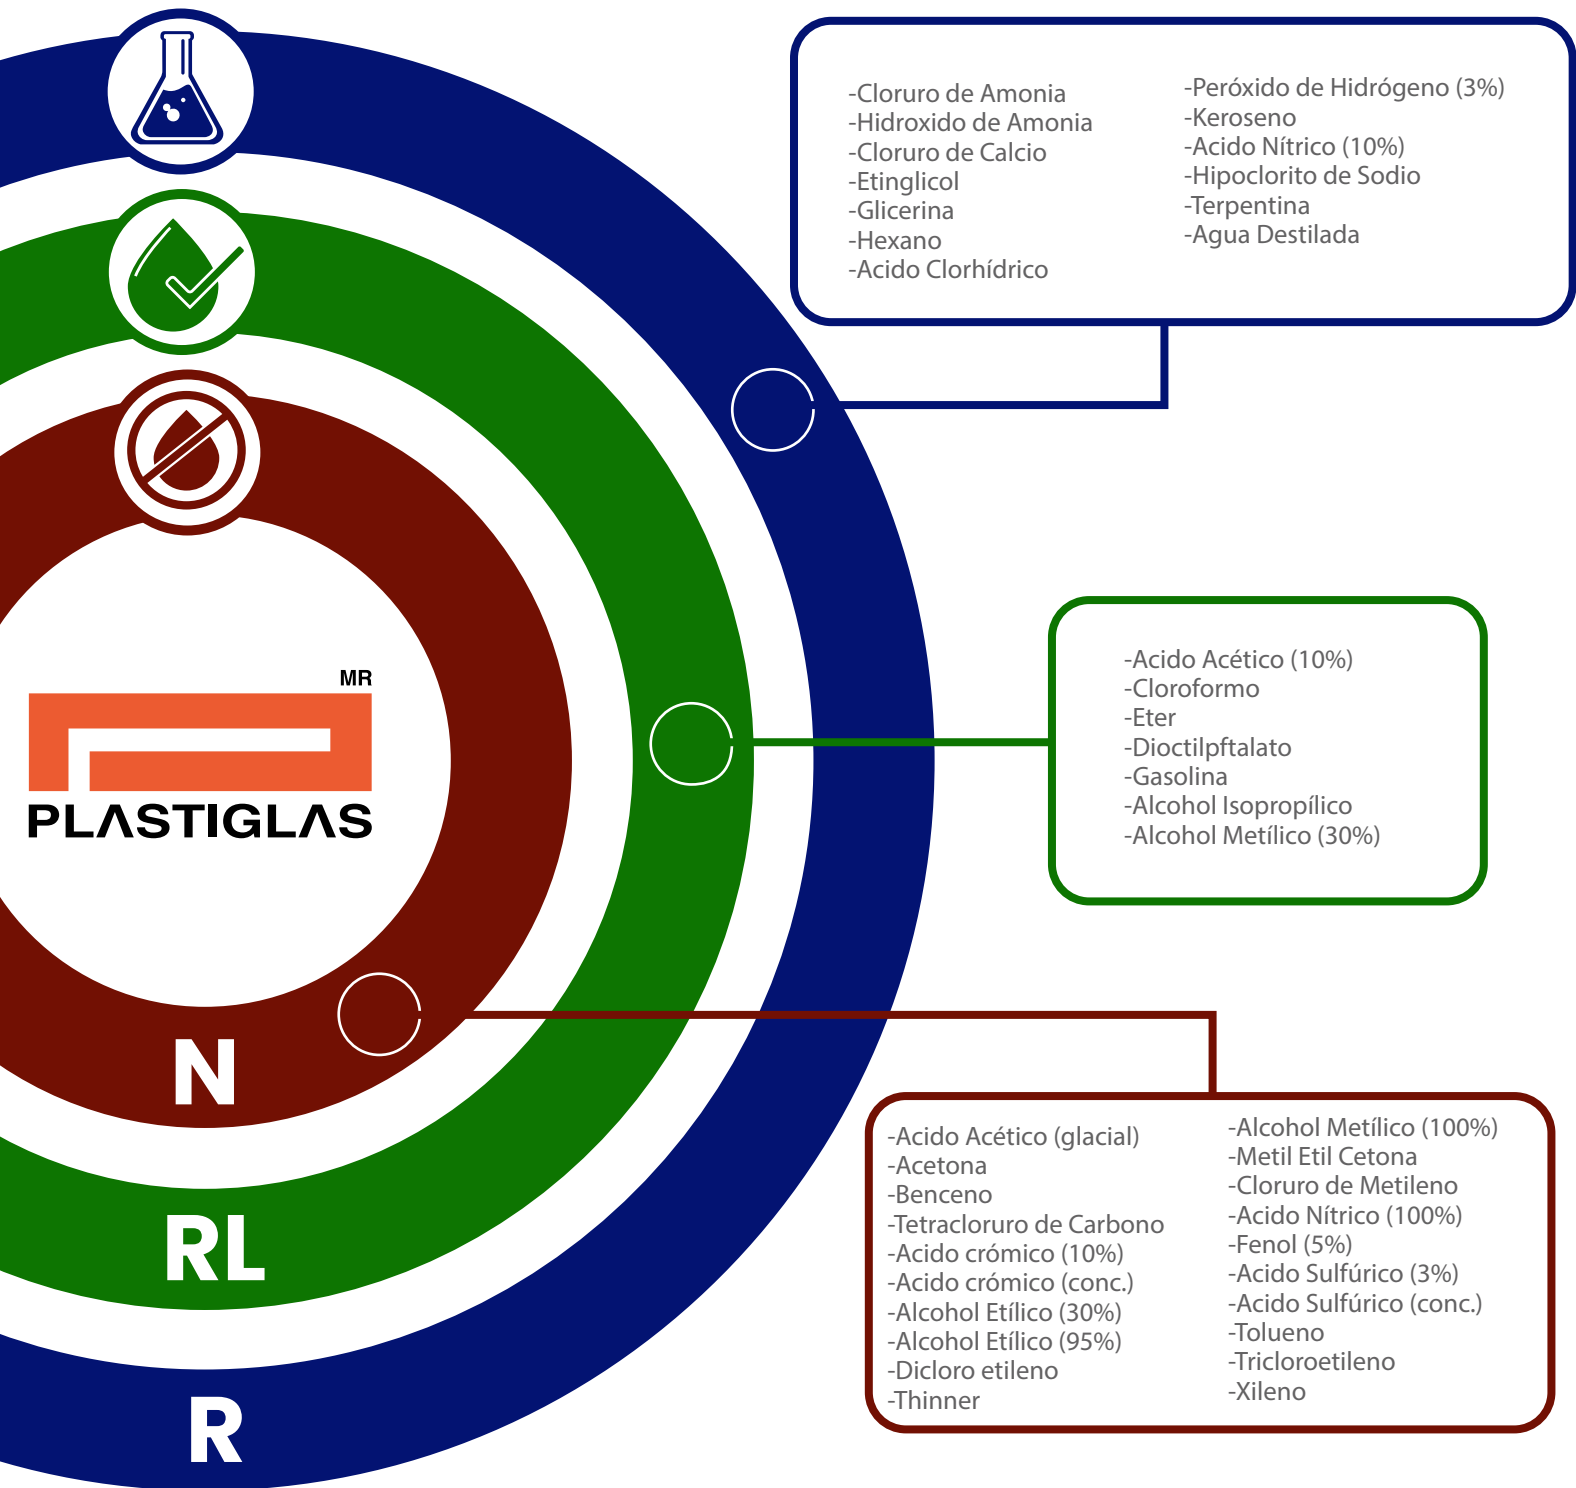 -Cloruro de Amonia
-Hidroxido de Amonia
-Cloruro de Calcio
-Etinglicol
-Glicerina
-Hexano
-Acido Clorhídrico
-Peróxido de Hidrógeno (3%)
-Keroseno
-Acido Nítrico (10%)
-Hipoclorito de Sodio
-Terpentina
-Agua Destilada
-Acido Acético (10%)
-Cloroformo
-Eter
-Dioctilpftalato
-Gasolina
-Alcohol Isopropílico
-Alcohol Metílico (30%)
MR
PLASTIGLAS
N
RL
R
-Acido Acético (glacial)
-Acetona
-Benceno
-Tetracloruro de Carbono
-Acido crómico (10%)
-Acido crómico (conc.)
-Alcohol Etílico (30%)
-Alcohol Etílico (95%)
-Dicloro etileno
-Thinner
-Alcohol Metílico (100%)
-Metil Etil Cetona
-Cloruro de Metileno
-Acido Nítrico (100%)
-Fenol (5%)
-Acido Sulfúrico (3%)
-Acido Sulfúrico (conc.)
-Tolueno
-Tricloroetileno
-Xileno